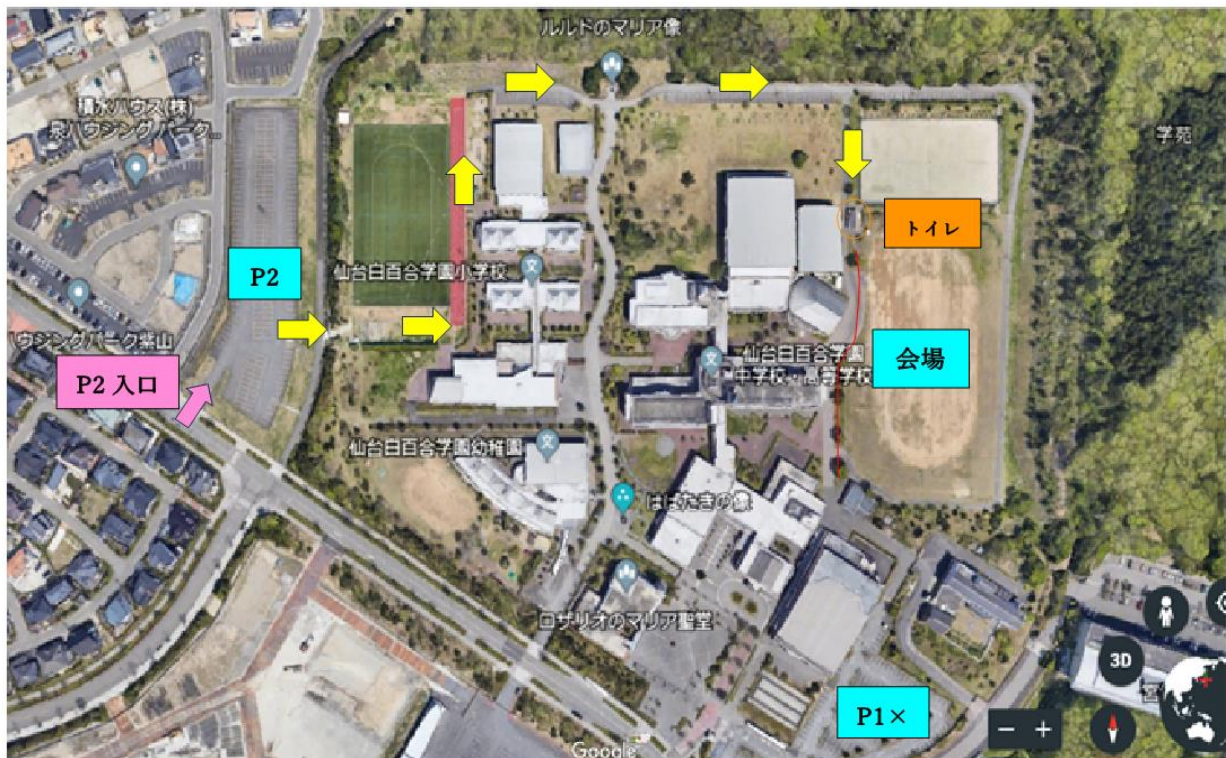 ルルドのマリア像
積水ハウス(株)
泉ハウジング パーク...
学苑
トイレ
P2
仙台白百合学園小学校
ウジングパーク紫山
P2 入口
会場
仙台白百合学園
中学校・高等学校
仙台白百合学園幼稚園
はばたきの像
ロザリオのマリア聖堂
3D
宮
P1×
Google